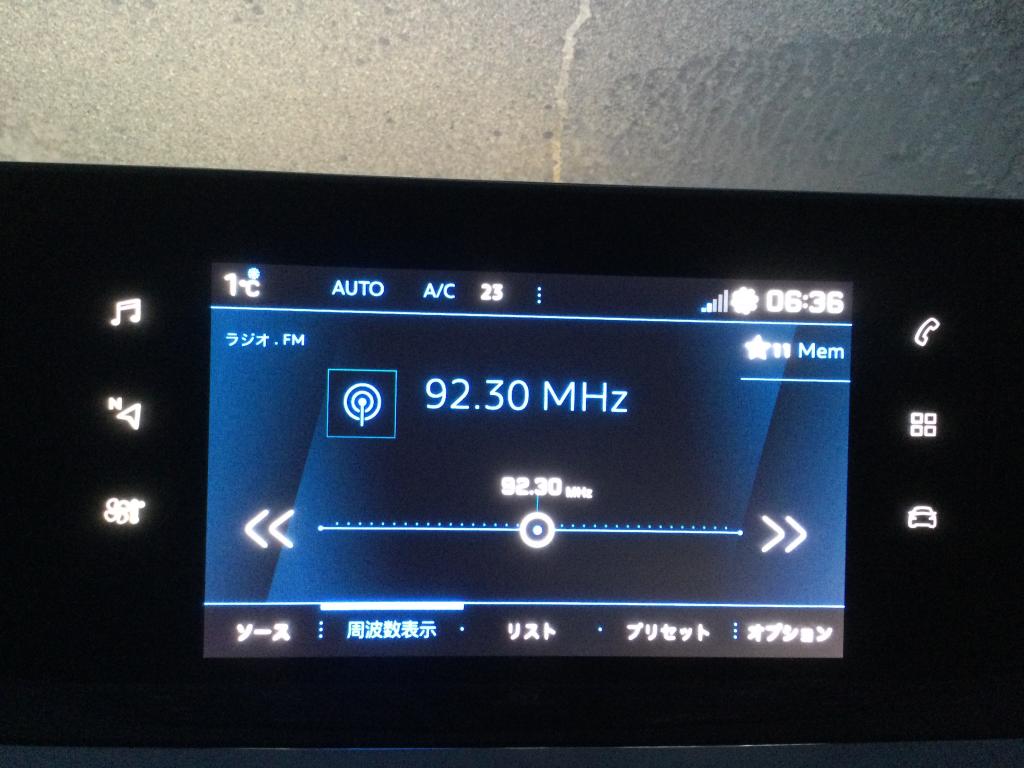 1℃ AUTO A/C 23 06:36
ラジオ . FM
11 Mem
N
92.30 MHz
92.30 MHz
ソース 周波数表示 リスト プリセット オプション